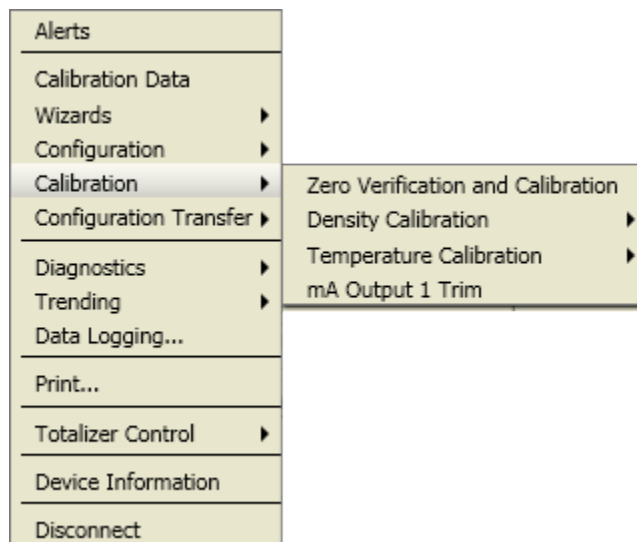 Alerts
Calibration Data
Wizards
Configuration
Calibration
Configuration Transfer
Diagnostics
Trending
Data Logging...
Print...
Totalizer Control
Device Information
Disconnect
Zero Verification and Calibration
Density Calibration
Temperature Calibration
mA Output 1 Trim